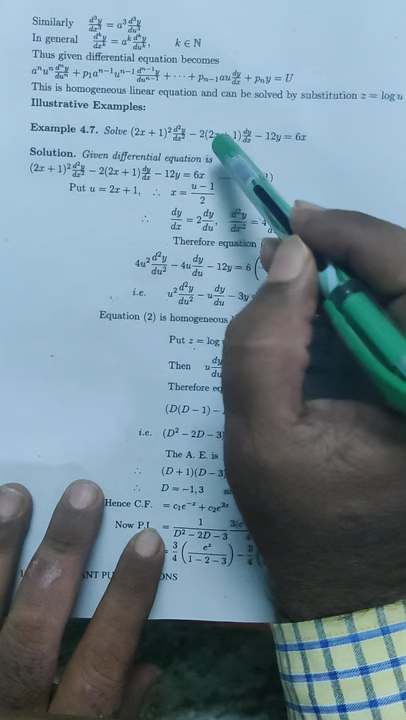 Similarly d³y/dx³ = a³ d³y/du³
In general dᵏy/dxᵏ = aᵏ dᵏy/duᵏ, k ∈ ℕ
Thus given differential equation becomes
aⁿuⁿ dⁿy/duⁿ + p₁aⁿ⁻¹uⁿ⁻¹ dⁿ⁻¹y/duⁿ⁻¹ + ⋯ + pₙ₋₁au dy/du + pₙy = U
This is homogeneous linear equation and can be solved by substitution z = log u
Illustrative Examples:
Example 4.7. Solve (2x + 1)² d²y/dx² − 2(2x + 1) dy/dx − 12y = 6x
Solution. Given differential equation is
(2x + 1)² d²y/dx² − 2(2x + 1) dy/dx − 12y = 6x
Put u = 2x + 1, ∴ x = (u − 1)/2
∴ dy/dx = 2 dy/du, d²y/dx² = 4
Therefore equation
4u² d²y/du² − 4u dy/du − 12y = 6 (
i.e. u² d²y/du² − u dy/du − 3y =
Equation (2) is homogeneous
Put z = log
Then u dy/du
Therefore
(D(D − 1) −
i.e. (D² − 2D − 3
The A. E. is
∴ (D + 1)(D − 3
∴ D = −1, 3
Hence C.F. = c₁e⁻ᶻ + c₂e³ᶻ
Now P.I. = 1/(D² − 2D − 3) 3(e /4
= 3/4 (eᶻ/(1 − 2 − 3)) − 3/4